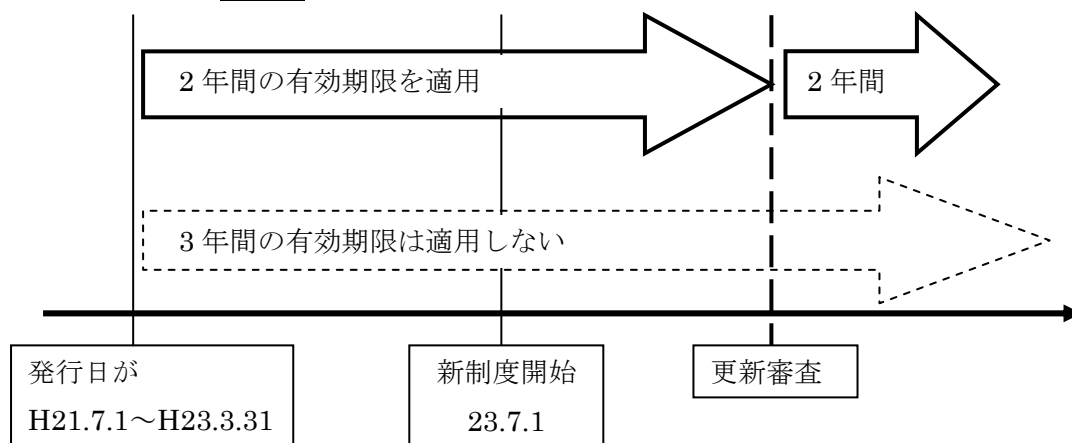 2 年間の有効期限を適用
2 年間
3 年間の有効期限は適用しない
発行日が
H21.7.1～H23.3.31
新制度開始
23.7.1
更新審査